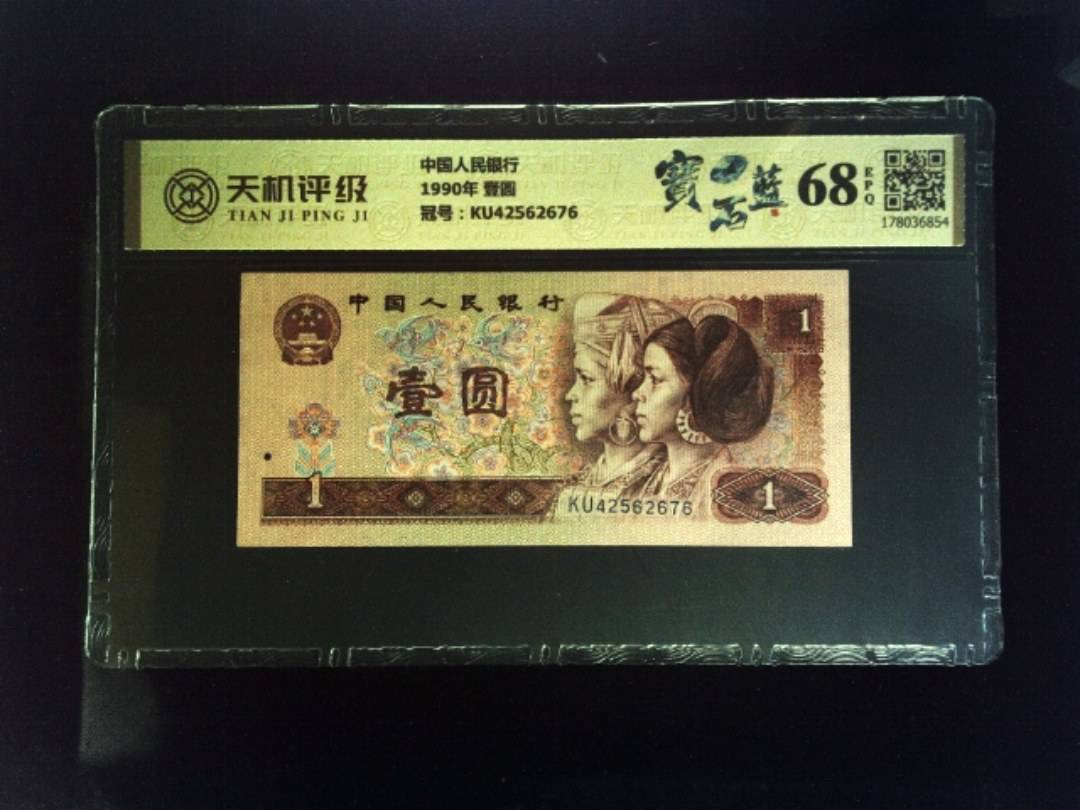 天机评级
TIAN JI PING JI
中国人民银行
1990年 壹圆
冠号：KU42562676
寶石藍
68
EPQ
178036854
中国人民银行
1
壹圆
1
KU42562676
1